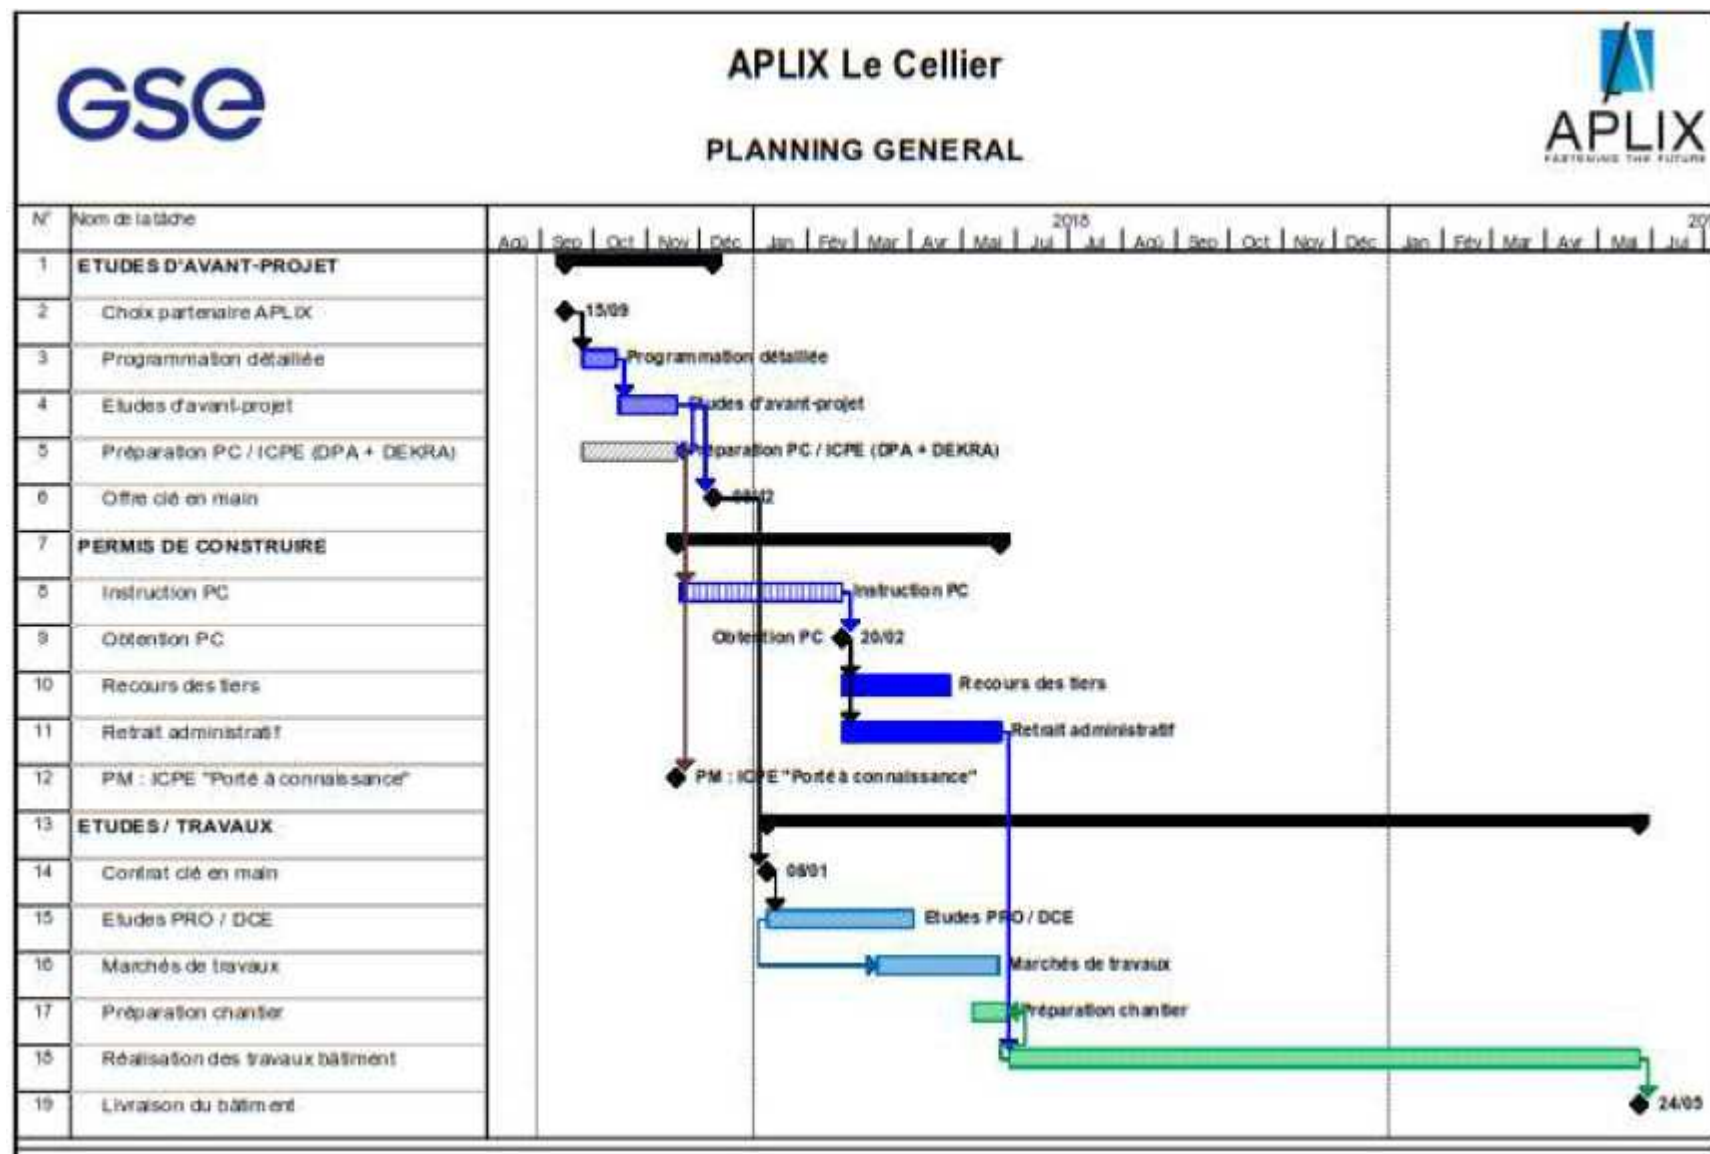 GSe
APLIX Le Cellier
PLANNING GENERAL
APLIX
FASTENING THE FUTURE
N° Nom de la tâche
2018
Aoû Sep Oct Nov Déc Jan Fév Mar Avr Mai Jui Jul Aoû Sep Oct Nov Déc Jan Fév Mar Avr Mai Jui
1 ETUDES D'AVANT-PROJET
2 Choix partenaire APLIX 15/09
3 Programmation détaillée Programmation détaillée
4 Etudes d'avant-projet Etudes d'avant-projet
5 Préparation PC / ICPE (DPA + DEKRA) Préparation PC / ICPE (DPA + DEKRA)
6 Offre clé en main
7 PERMIS DE CONSTRUIRE
8 Instruction PC Instruction PC
9 Obtention PC Obtention PC 20/02
10 Recours des tiers Recours des tiers
11 Retrait administratif Retrait administratif
12 PM : ICPE "Porté à connaissance" PM : ICPE "Porté à connaissance"
13 ETUDES / TRAVAUX
14 Contrat clé en main 08/01
15 Etudes PRO / DCE Etudes PRO / DCE
16 Marchés de travaux Marchés de travaux
17 Préparation chantier Préparation chantier
18 Réalisation des travaux bâtiment
19 Livraison du bâtiment 24/05